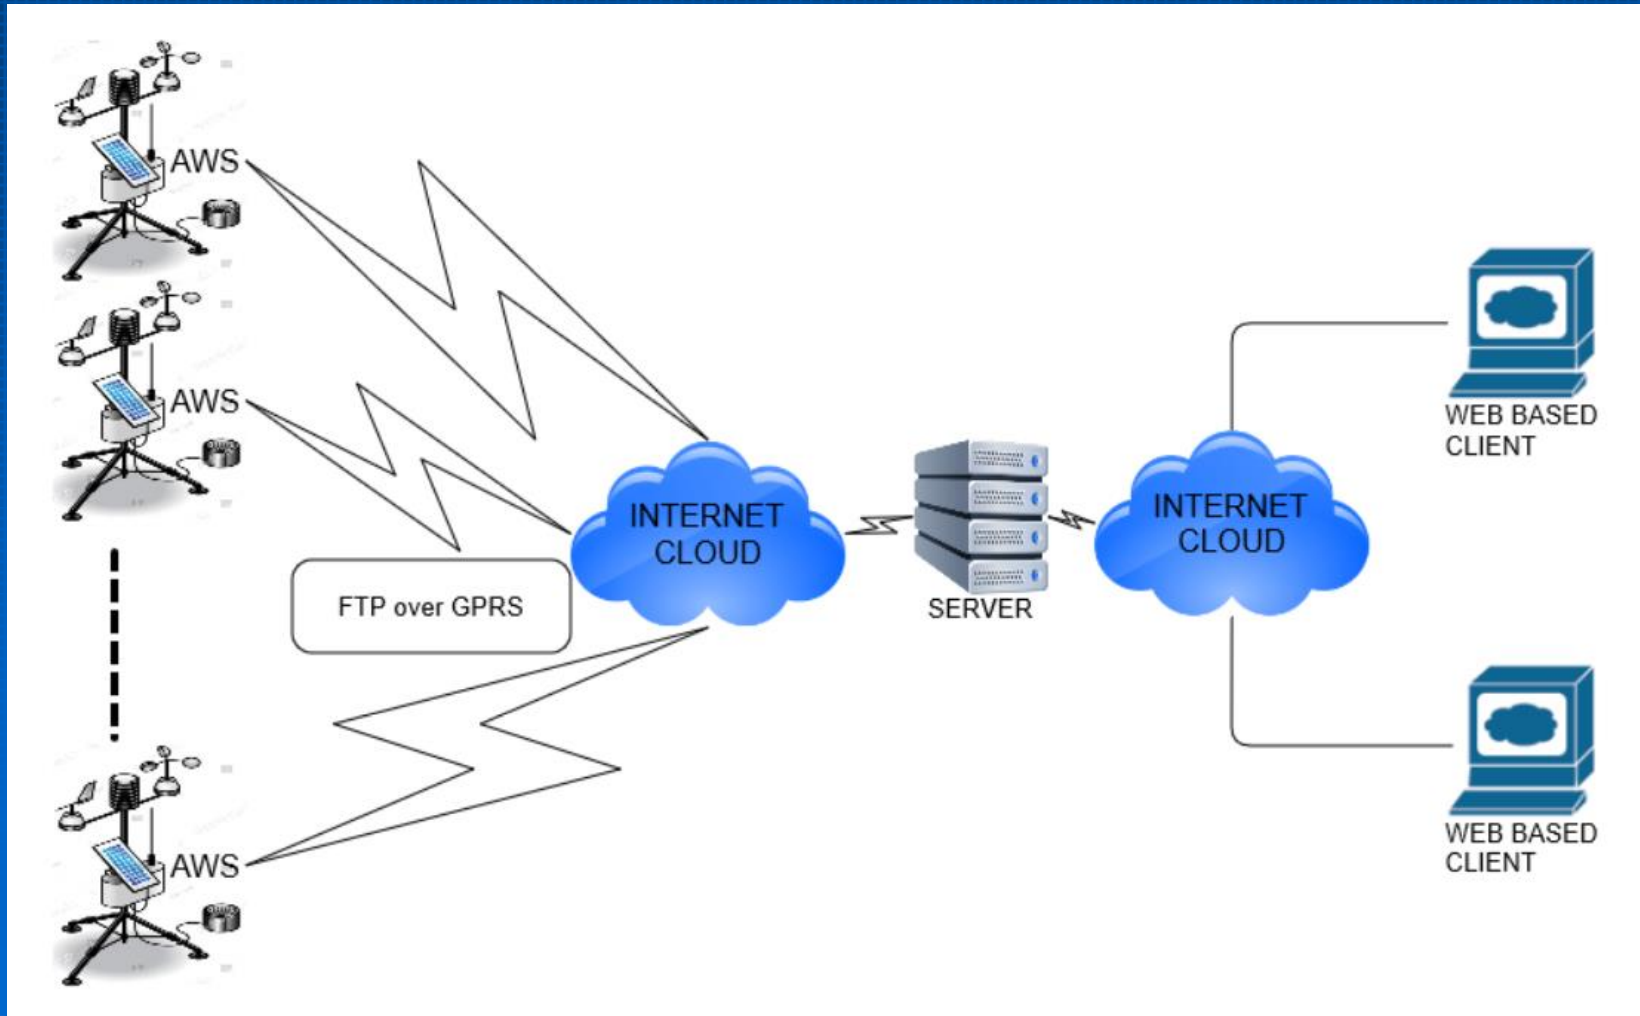 AWS
AWS
FTP over GPRS
AWS
INTERNET
CLOUD
SERVER
INTERNET
CLOUD
WEB BASED
CLIENT
WEB BASED
CLIENT